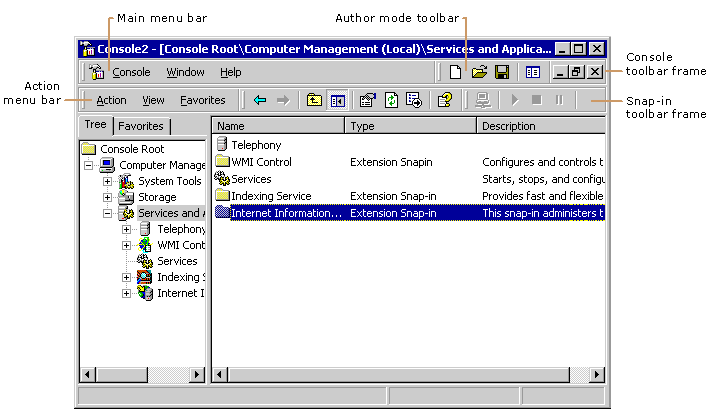 Main menu bar
Author mode toolbar
Console2 - [Console Root\Computer Management (Local)\Services and Applica...
Console
toolbar frame
Console Window Help
Action
menu bar
Action View Favorites
Snap-in
toolbar frame
Tree Favorites
Name Type Description
Console Root
Telephony
Computer Manage
WMI Control Extension Snapin Configures and controls t
System Tools
Services Starts, stops, and configu
Storage
Indexing Service Extension Snap-in Provides fast and flexible
Services and A
Internet Information... Extension Snap-in This snap-in administers t
Telephony
WMI Cont
Services
Indexing S
Internet I